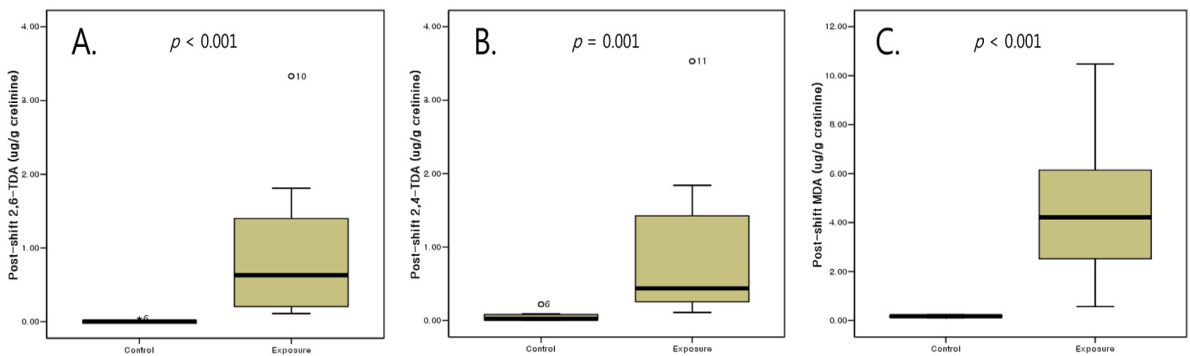 A.
p < 0.001
Post-shift 2,6-TDA (ug/g cretinine)
4.00
3.00
2.00
1.00
0.00
10
*6
Control
Exposure
B.
p = 0.001
Post-shift 2,4-TDA (ug/g cretinine)
4.00
3.00
2.00
1.00
0.00
11
6
Control
Exposure
C.
p < 0.001
Post-shift MDA (ug/g cretinine)
12.00
10.00
8.00
6.00
4.00
2.00
0.00
Control
Exposure